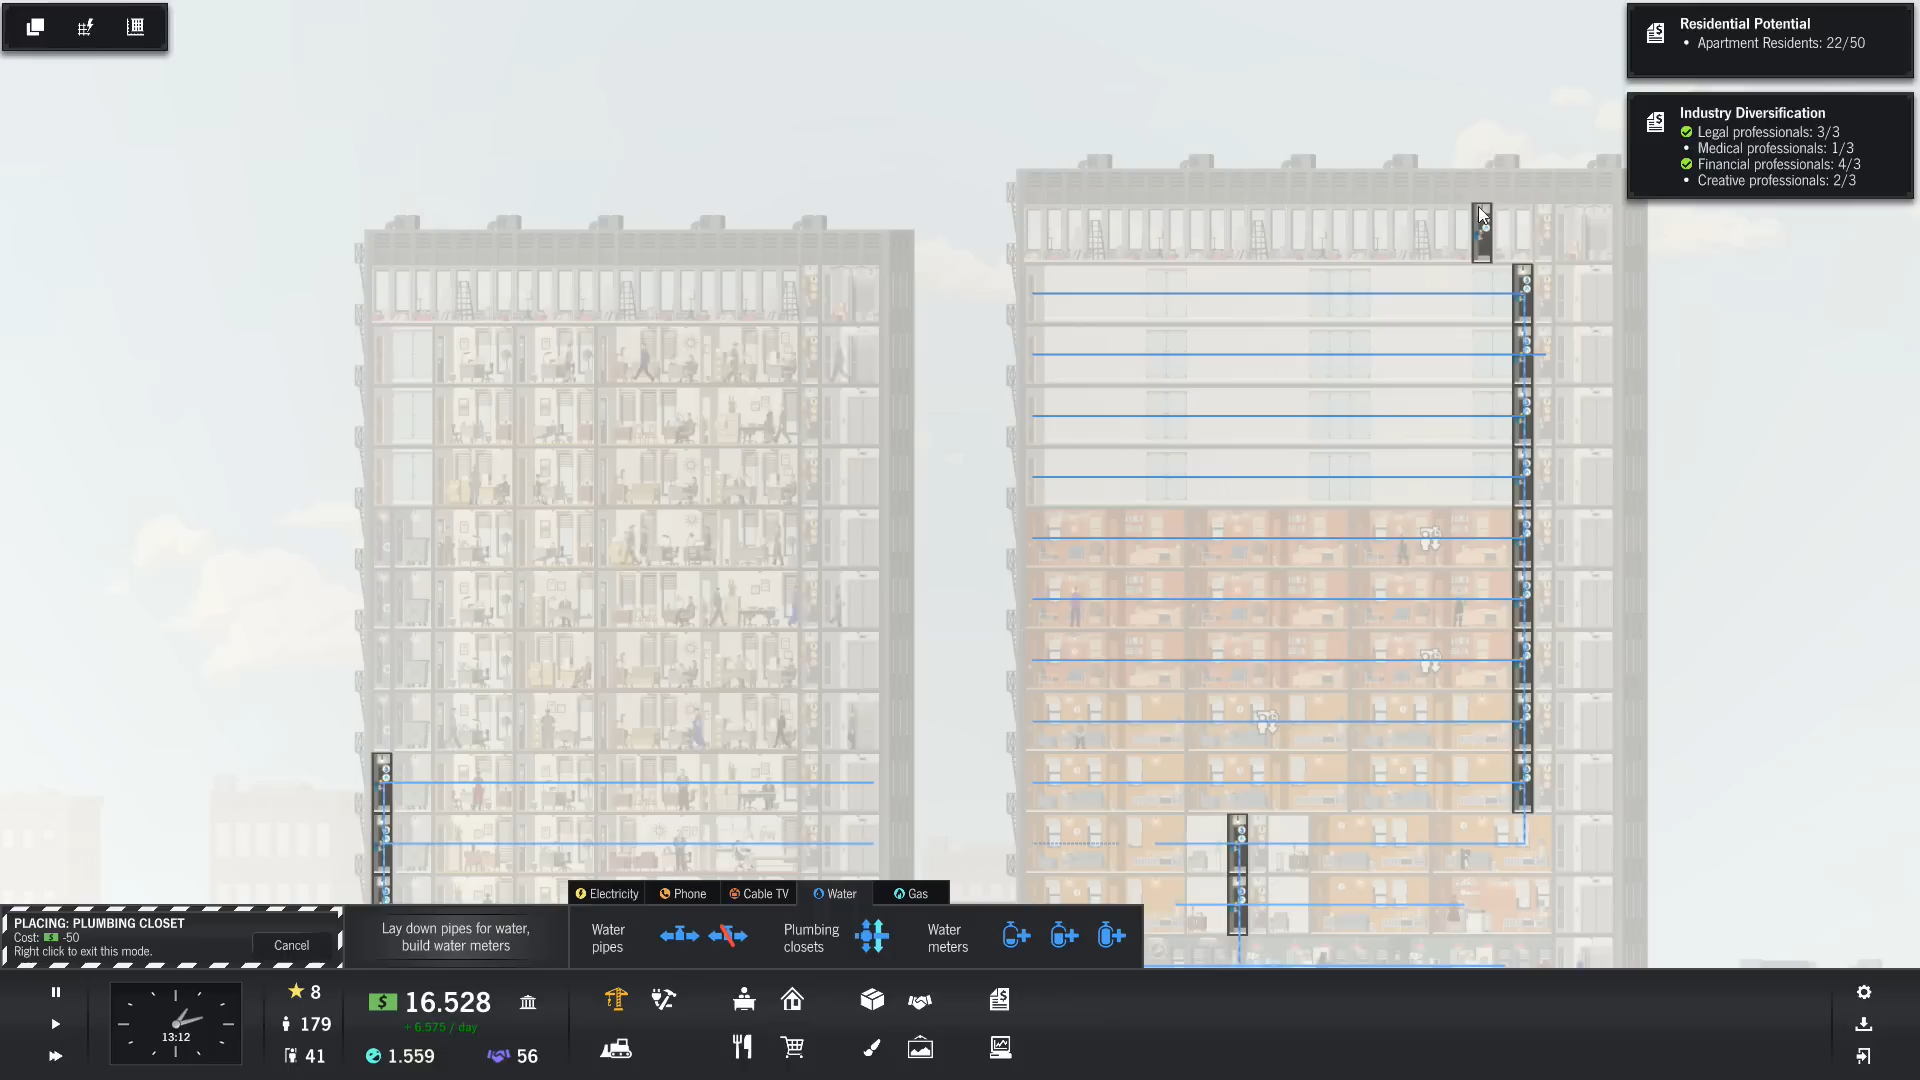 Residential Potential
• Apartment Residents: 22/50
Industry Diversification
Legal professionals: 3/3
• Medical professionals: 1/3
Financial professionals: 4/3
• Creative professionals: 2/3
Electricity
Phone
Cable TV
Water
Gas
PLACING: PLUMBING CLOSET
Cost: $ -50
Right click to exit this mode.
Cancel
Lay down pipes for water,
build water meters
Water
pipes
Plumbing
closets
Water
meters
13:12
8
179
41
$ 16.528
+ 6.575 / day
1.559
56